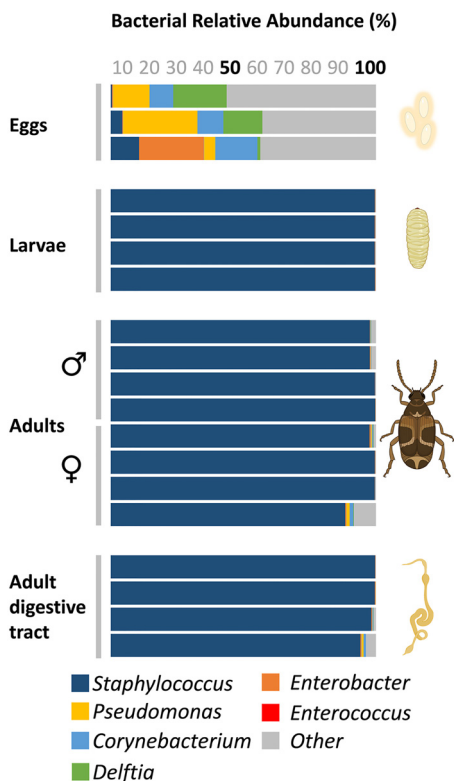 Bacterial Relative Abundance (%)
10 20 30 40 50 60 70 80 90 100
Eggs
Larvae
♂
Adults
♀
Adult
digestive
tract
Staphylococcus Enterobacter
Pseudomonas Enterococcus
Corynebacterium Other
Delftia